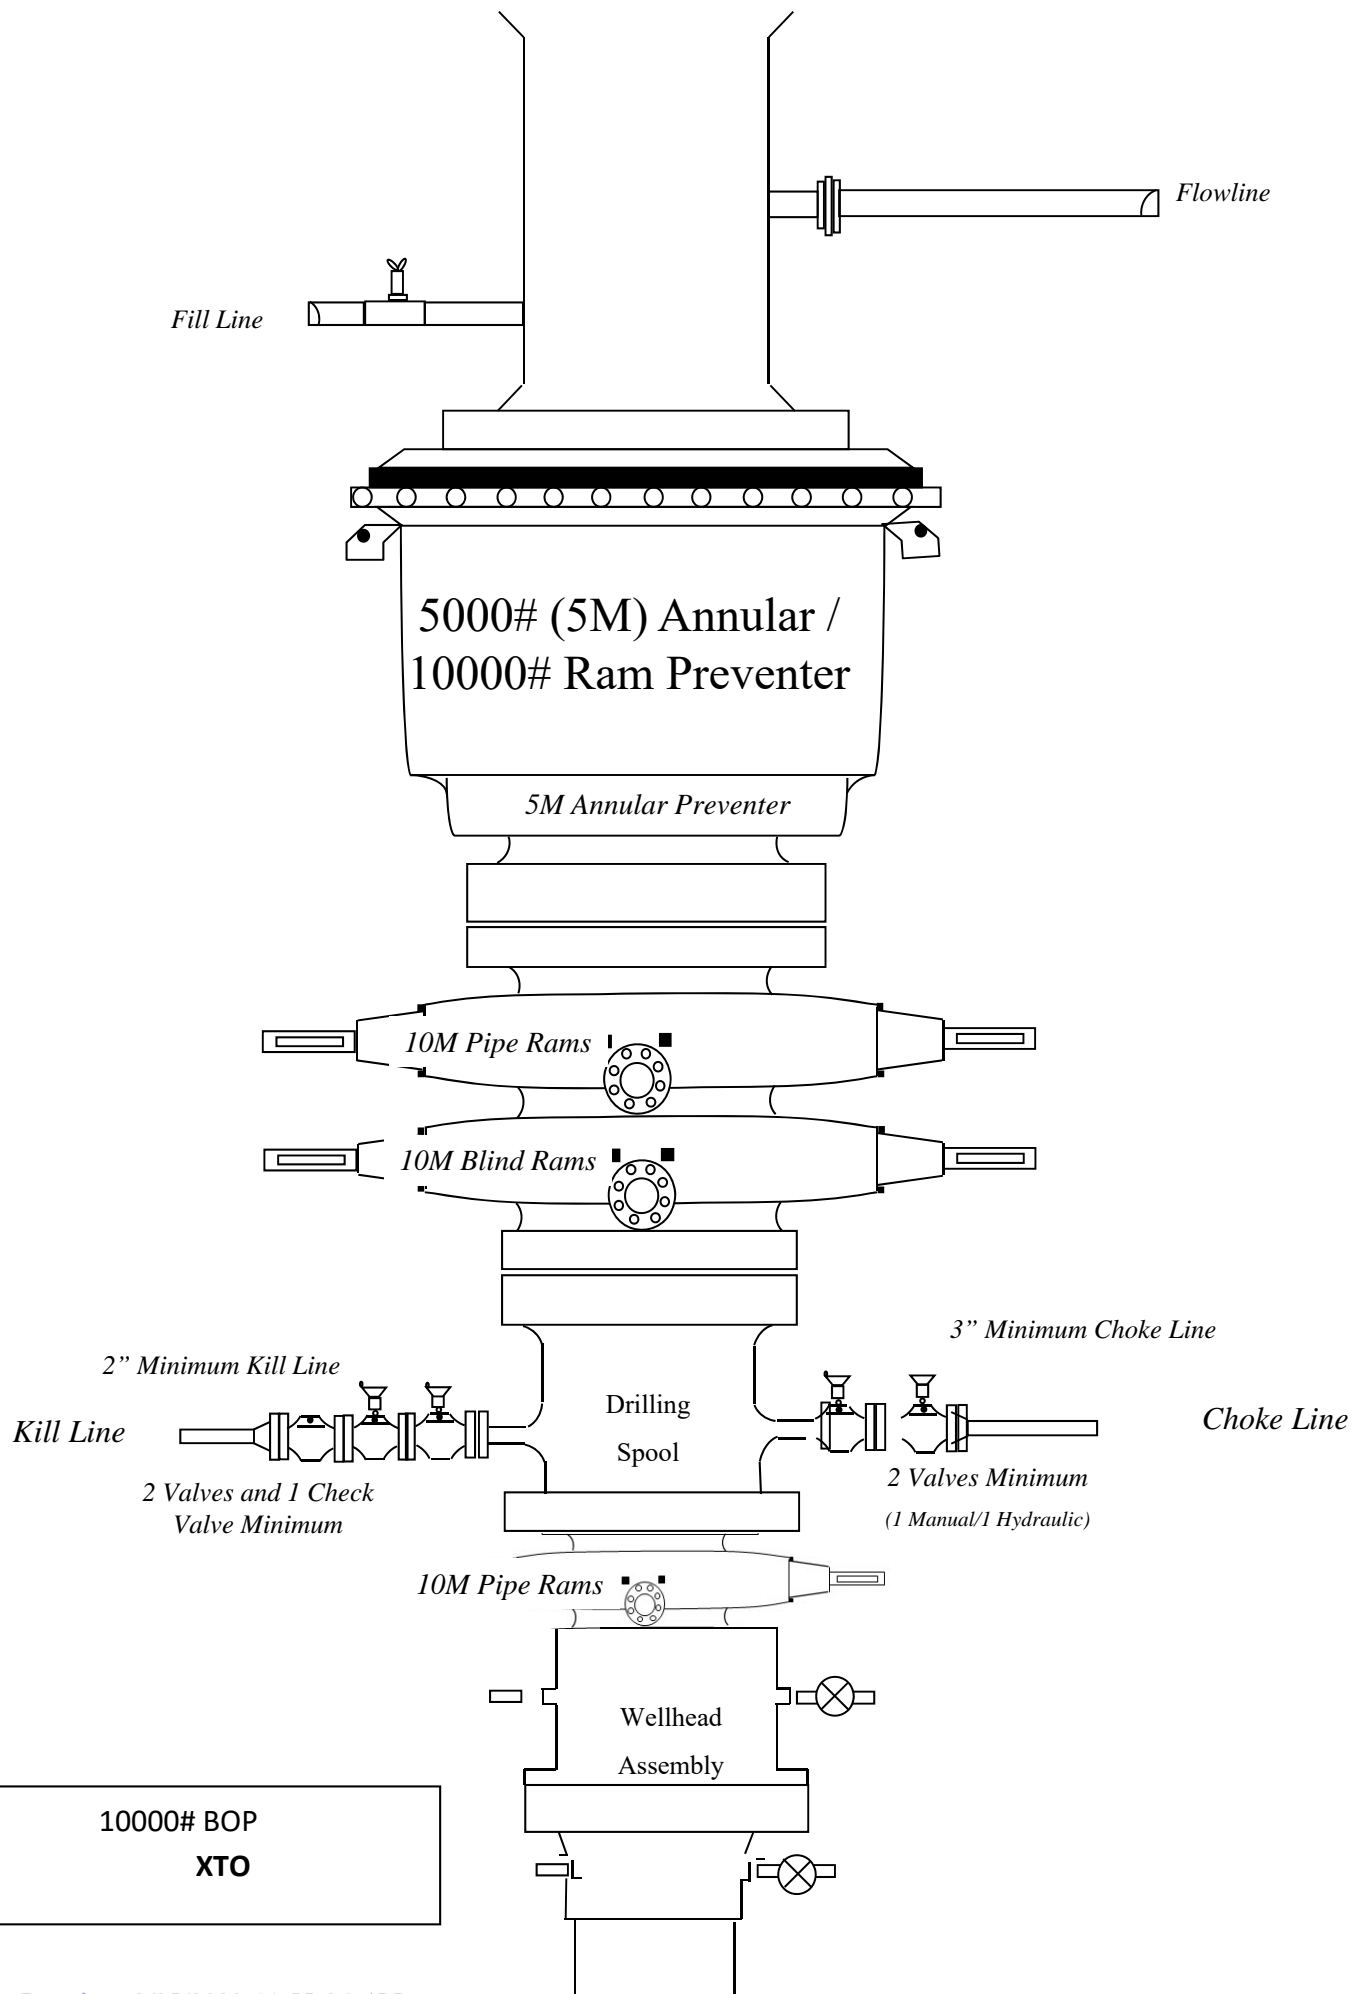 Flowline
Fill Line
5000# (5M) Annular /
10000# Ram Preventer
5M Annular Preventer
10M Pipe Rams
10M Blind Rams
3” Minimum Choke Line
2” Minimum Kill Line
Drilling
Spool
Kill Line
Choke Line
2 Valves and 1 Check
Valve Minimum
2 Valves Minimum
(1 Manual/1 Hydraulic)
10M Pipe Rams
Wellhead
Assembly
10000# BOP
XTO